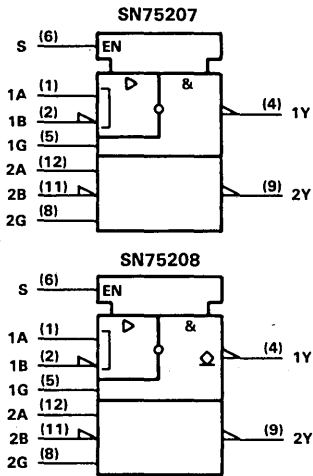 SN75207
S (6) EN
1A (1) ▷ &
1B (2) (4) 1Y
1G (5)
2A (12)
2B (11) (9) 2Y
2G (8)
SN75208
S (6) EN
1A (1) ▷ &
1B (2) (4) 1Y
1G (5)
2A (12)
2B (11) (9) 2Y
2G (8)